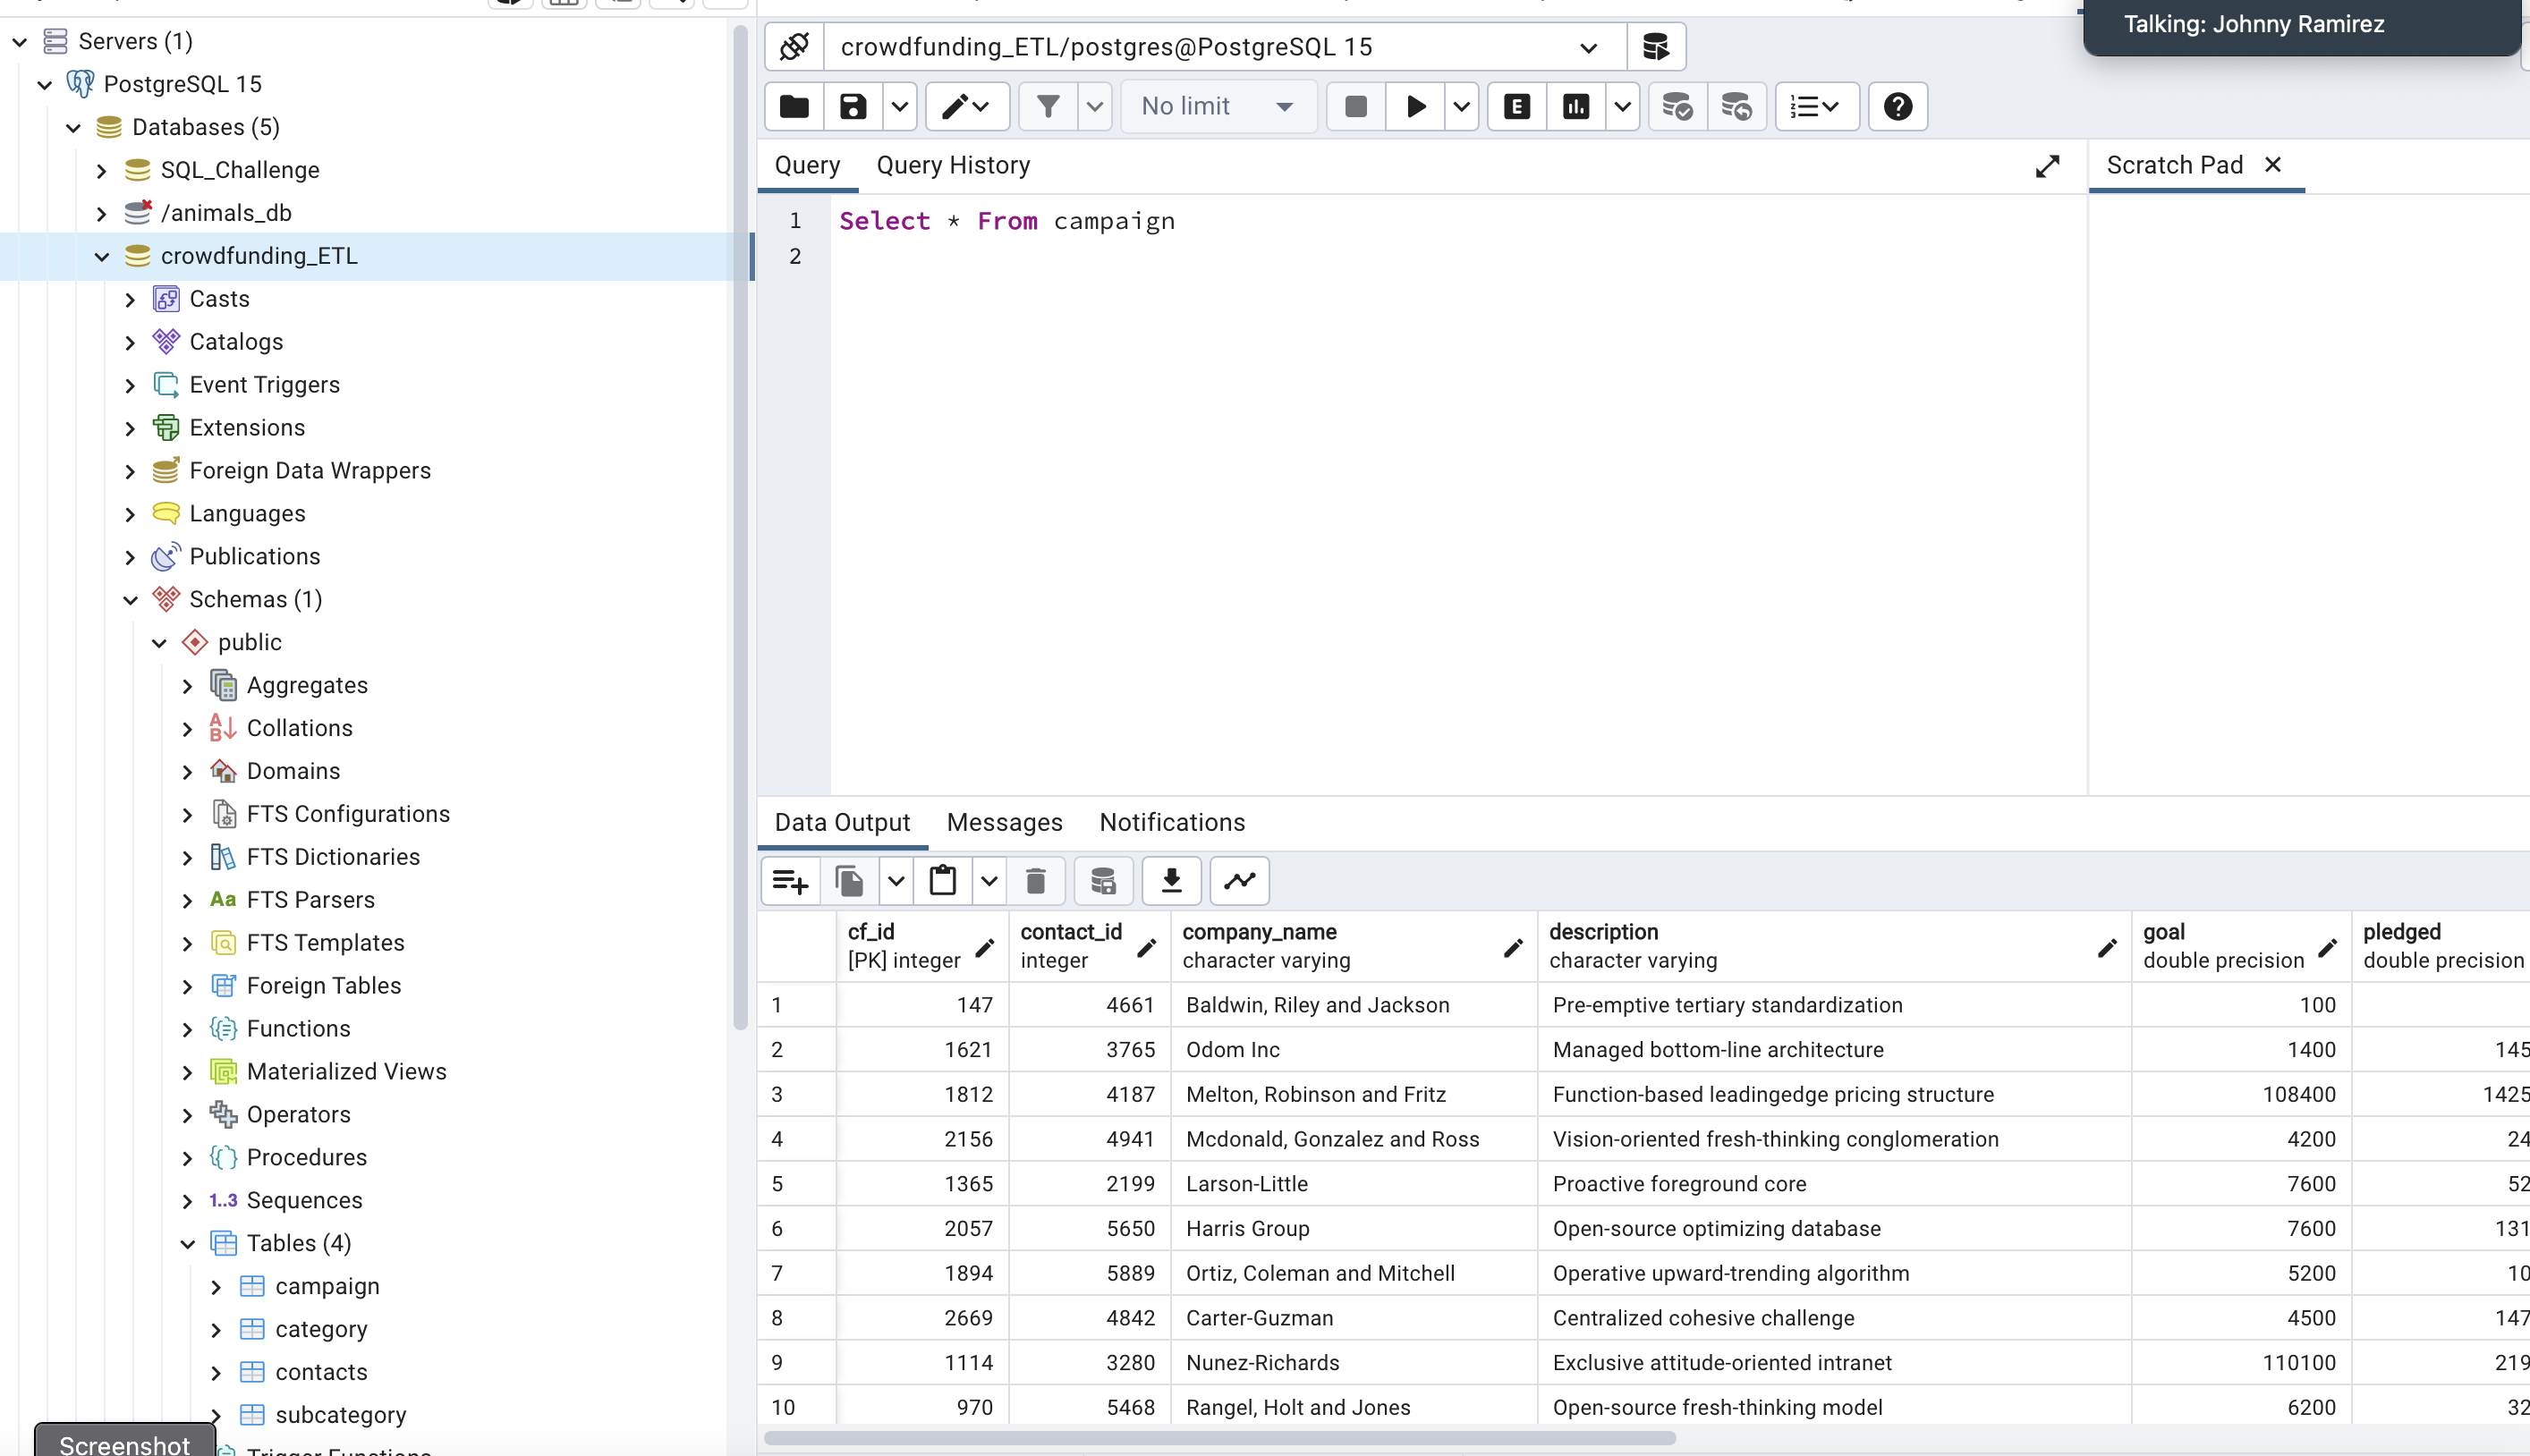 Talking: Johnny Ramirez
Servers (1)
PostgreSQL 15
Databases (5)
SQL_Challenge
/animals_db
crowdfunding_ETL
Casts
Catalogs
Event Triggers
Extensions
Foreign Data Wrappers
Languages
Publications
Schemas (1)
public
Aggregates
Collations
Domains
FTS Configurations
FTS Dictionaries
Aa FTS Parsers
FTS Templates
Foreign Tables
Functions
Materialized Views
Operators
Procedures
1..3 Sequences
Tables (4)
campaign
category
contacts
subcategory
Trigger Functions
Screenshot
crowdfunding_ETL/postgres@PostgreSQL 15
No limit
E
Query Query History
Scratch Pad
1 Select * From campaign
2
Data Output Messages Notifications
cf_id contact_id company_name description goal pledged
[PK] integer integer character varying character varying double precision double precision
1 147 4661 Baldwin, Riley and Jackson Pre-emptive tertiary standardization 100
2 1621 3765 Odom Inc Managed bottom-line architecture 1400 145
3 1812 4187 Melton, Robinson and Fritz Function-based leadingedge pricing structure 108400 1425
4 2156 4941 Mcdonald, Gonzalez and Ross Vision-oriented fresh-thinking conglomeration 4200 24
5 1365 2199 Larson-Little Proactive foreground core 7600 52
6 2057 5650 Harris Group Open-source optimizing database 7600 131
7 1894 5889 Ortiz, Coleman and Mitchell Operative upward-trending algorithm 5200 10
8 2669 4842 Carter-Guzman Centralized cohesive challenge 4500 147
9 1114 3280 Nunez-Richards Exclusive attitude-oriented intranet 110100 219
10 970 5468 Rangel, Holt and Jones Open-source fresh-thinking model 6200 32